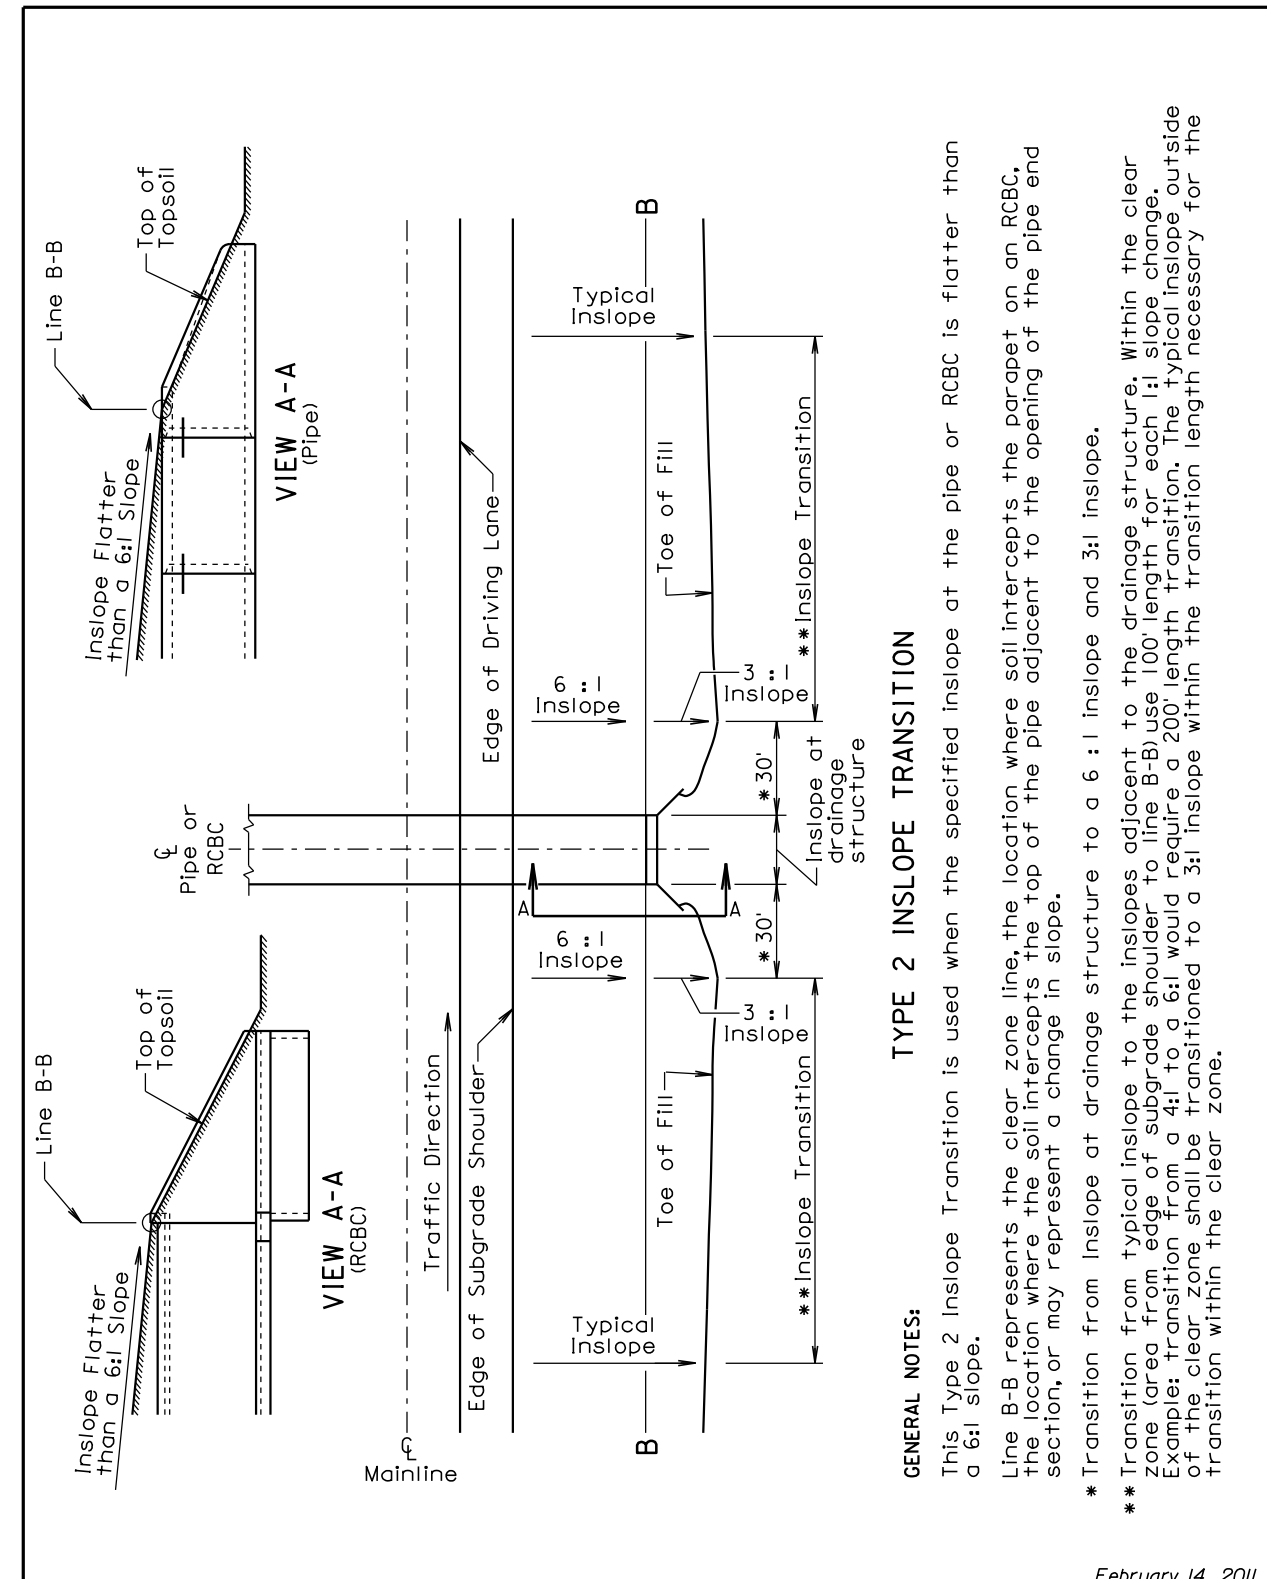 Line B-B
Inslope Flatter
than a 6:1 Slope
Top of
Topsoil
VIEW A-A
(RCBC)
Line B-B
Inslope Flatter
than a 6:1 Slope
Top of
Topsoil
VIEW A-A
(Pipe)
℄
Pipe or
RCBC
℄
Mainline
Traffic Direction
Edge of Driving Lane
Edge of Subgrade Shoulder
Typical
Inslope
6 : 1
Inslope
A
6 : 1
Inslope
Typical
Inslope
B
B
Toe of Fill
3 : 1
Inslope
A
3 : 1
Inslope
Toe of Fill
* 30'
* 30'
**Inslope Transition
Inslope at
drainage
structure
**Inslope Transition
TYPE 2 INSLOPE TRANSITION
GENERAL NOTES:
This Type 2 Inslope Transition is used when the specified inslope at the pipe or RCBC is flatter than
a 6:1 slope.
Line B-B represents the clear zone line, the location where soil intercepts the parapet on an RCBC,
the location where the soil intercepts the top of the pipe adjacent to the opening of the pipe end
section, or may represent a change in slope.
* Transition from Inslope at drainage structure to a 6 : 1 inslope and 3:1 inslope.
** Transition from typical inslope to the inslopes adjacent to the drainage structure. Within the clear
zone (area from edge of subgrade shoulder to line B-B) use 100' length for each 1:1 slope change.
Example: transition from a 4:1 to a 6:1 would require a 200' length transition. The typical inslope outside
of the clear zone shall be transitioned to a 3:1 inslope within the transition length necessary for the
transition within the clear zone.
February 14, 2011